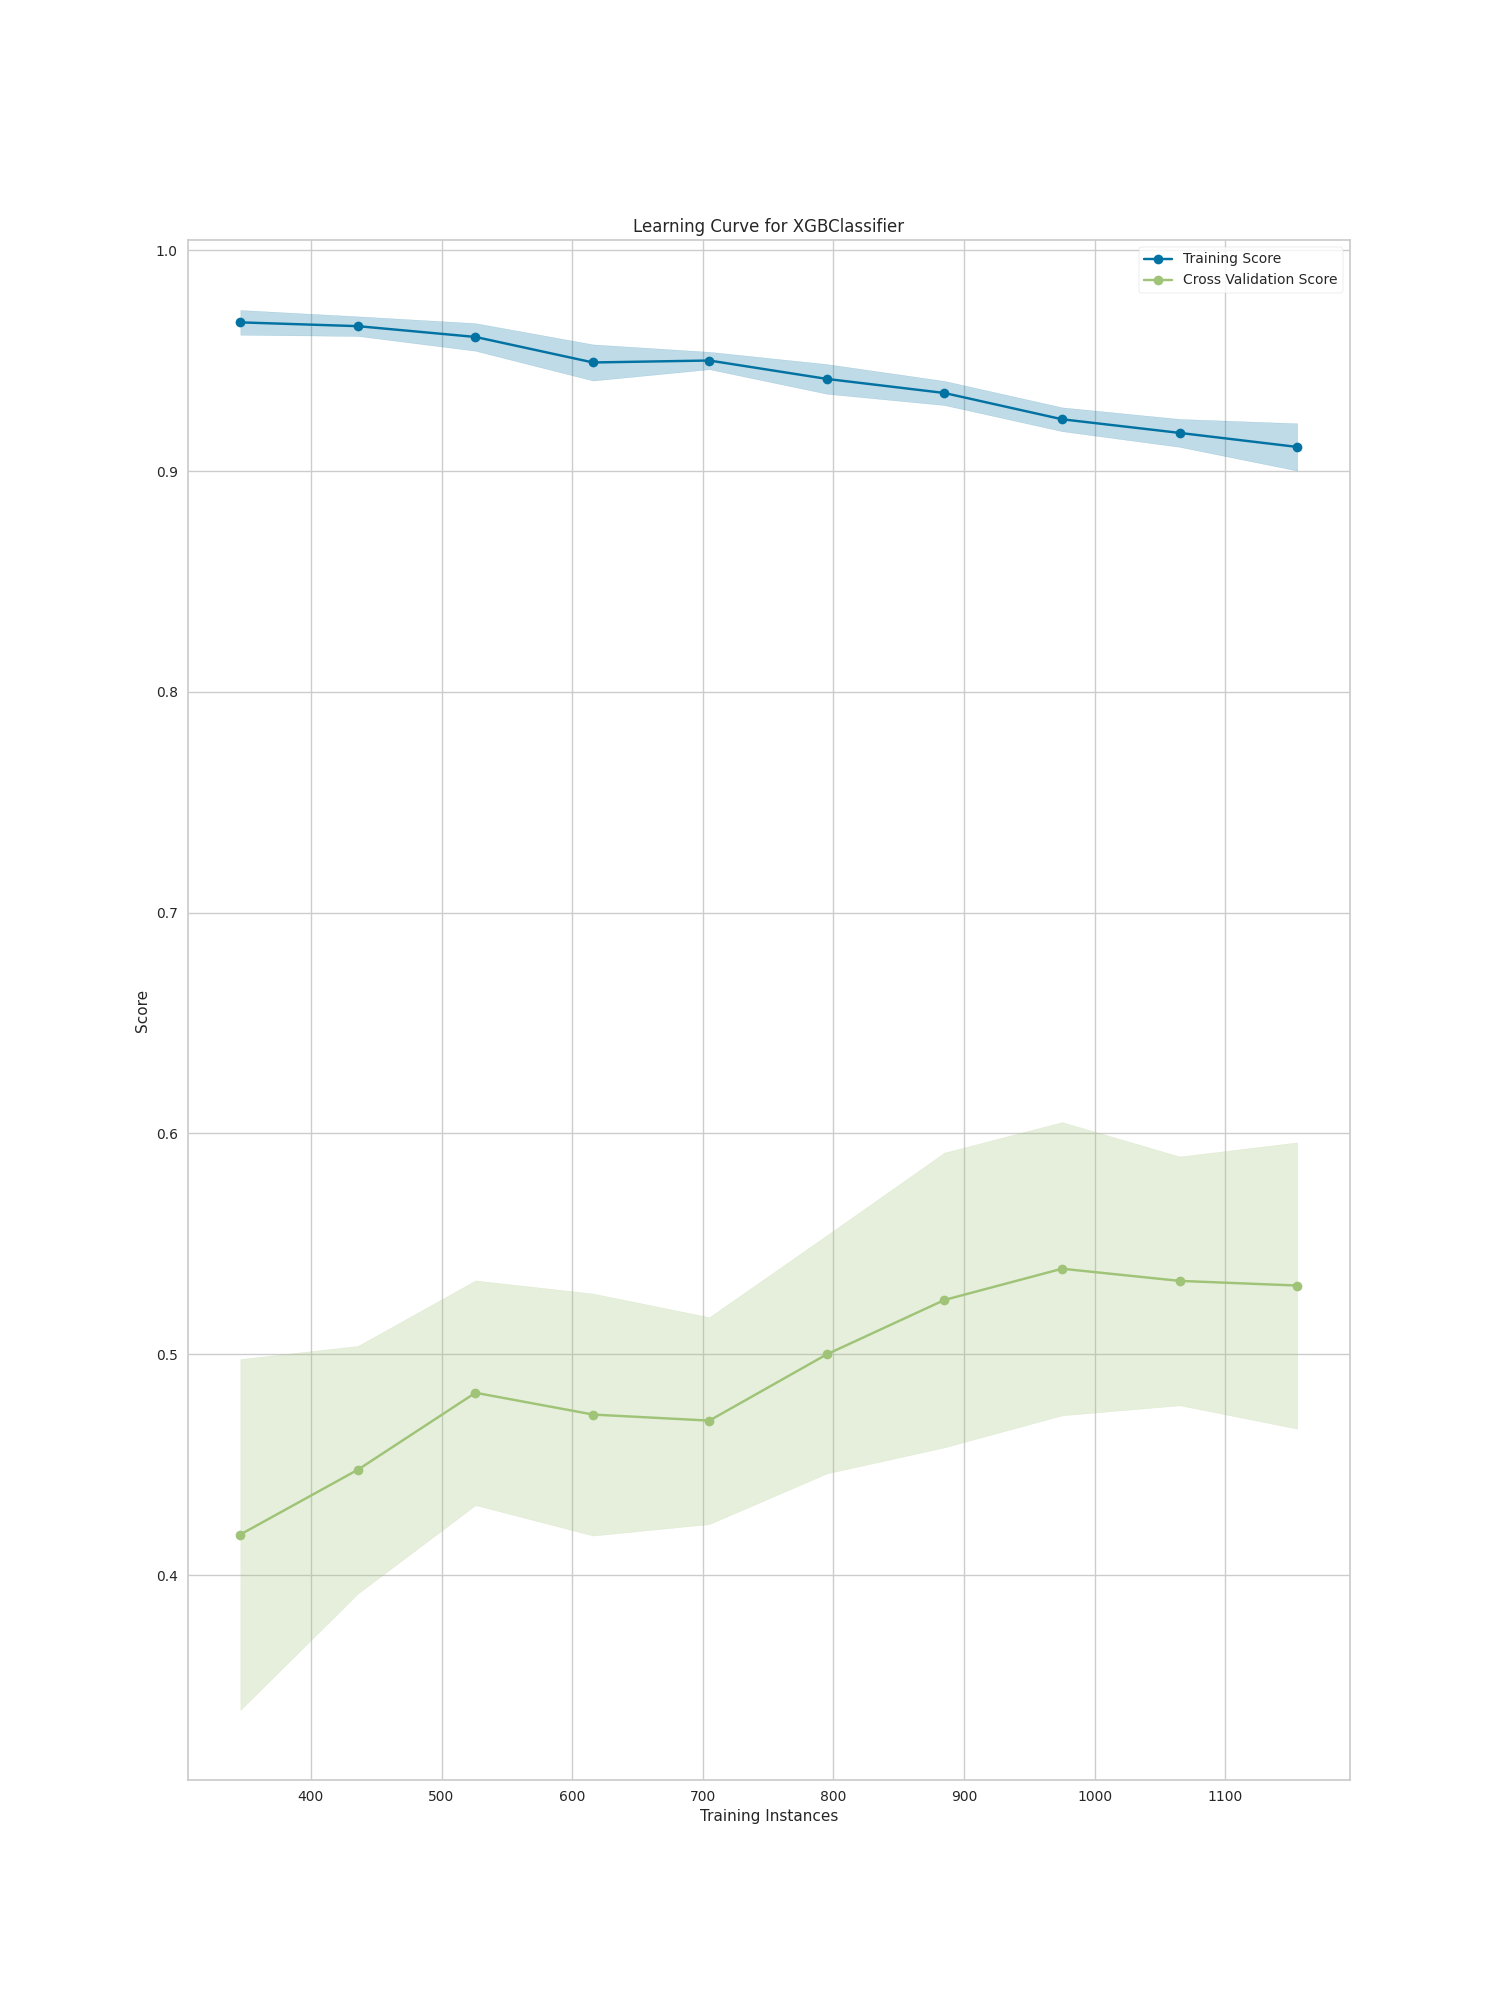 Learning Curve for XGBClassifier
Training Score
Cross Validation Score
1.0
0.9
0.8
0.7
0.6
0.5
0.4
Score
400 500 600 700 800 900 1000 1100
Training Instances